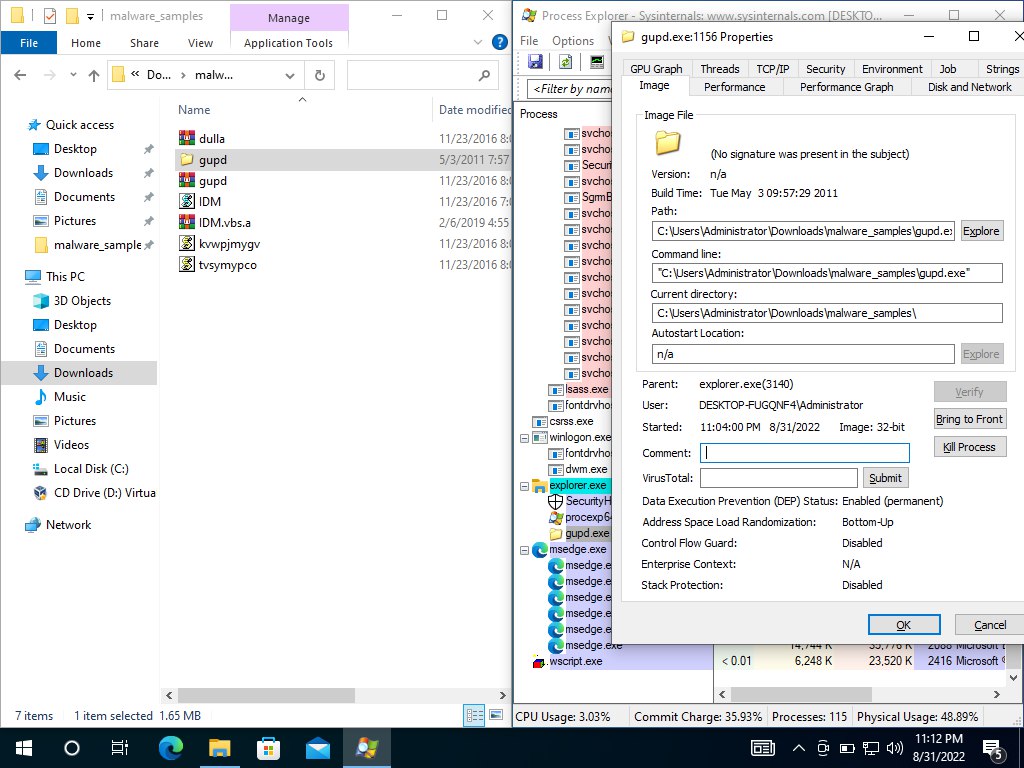 malware_samples
Manage
File
Home
Share
View
Application Tools
« Do... › malw...
Name
Date modified
Quick access
Desktop
Downloads
Documents
Pictures
malware_sample
This PC
3D Objects
Desktop
Documents
Downloads
Music
Pictures
Videos
Local Disk (C:)
CD Drive (D:) Virtua
Network
dulla 11/23/2016 8:0
gupd 5/3/2011 7:57
gupd 11/23/2016 8:0
IDM 11/23/2016 7:0
IDM.vbs.a 2/6/2019 4:55
kvwpjmygv 11/23/2016 8:0
tvsymypco 11/23/2016 8:0
7 items
1 item selected 1.65 MB
Process Explorer - Sysinternals: www.sysinternals.com [DESKTO...
File Options
<Filter by name
Process
svchos
svchos
Securi
svchos
SgrmB
svchos
svchos
svchos
svchos
svchos
svchos
svchos
svchos
svchos
svchos
svchos
lsass.exe
fontdrvhos
csrss.exe
winlogon.exe
fontdrvhos
dwm.exe
explorer.exe
SecurityH
procexp64
gupd.exe
msedge.exe
msedge.e
msedge.e
msedge.e
msedge.e
msedge.e
msedge.exe
wscript.exe
14,744 K 35,776 K 2088 Microsoft E
< 0.01 6,248 K 23,520 K 2416 Microsoft ®
CPU Usage: 3.03%
Commit Charge: 35.93%
Processes: 115
Physical Usage: 48.89%
gupd.exe:1156 Properties
GPU Graph
Threads
TCP/IP
Security
Environment
Job
Strings
Image
Performance
Performance Graph
Disk and Network
Image File
(No signature was present in the subject)
Version: n/a
Build Time: Tue May 3 09:57:29 2011
Path:
C:\Users\Administrator\Downloads\malware_samples\gupd.ex
Explore
Command line:
"C:\Users\Administrator\Downloads\malware_samples\gupd.exe"
Current directory:
C:\Users\Administrator\Downloads\malware_samples\
Autostart Location:
n/a
Explore
Parent: explorer.exe(3140)
Verify
User: DESKTOP-FUGQNF4\Administrator
Bring to Front
Started: 11:04:00 PM 8/31/2022 Image: 32-bit
Kill Process
Comment:
VirusTotal:
Submit
Data Execution Prevention (DEP) Status: Enabled (permanent)
Address Space Load Randomization: Bottom-Up
Control Flow Guard: Disabled
Enterprise Context: N/A
Stack Protection: Disabled
OK
Cancel
11:12 PM
8/31/2022
5